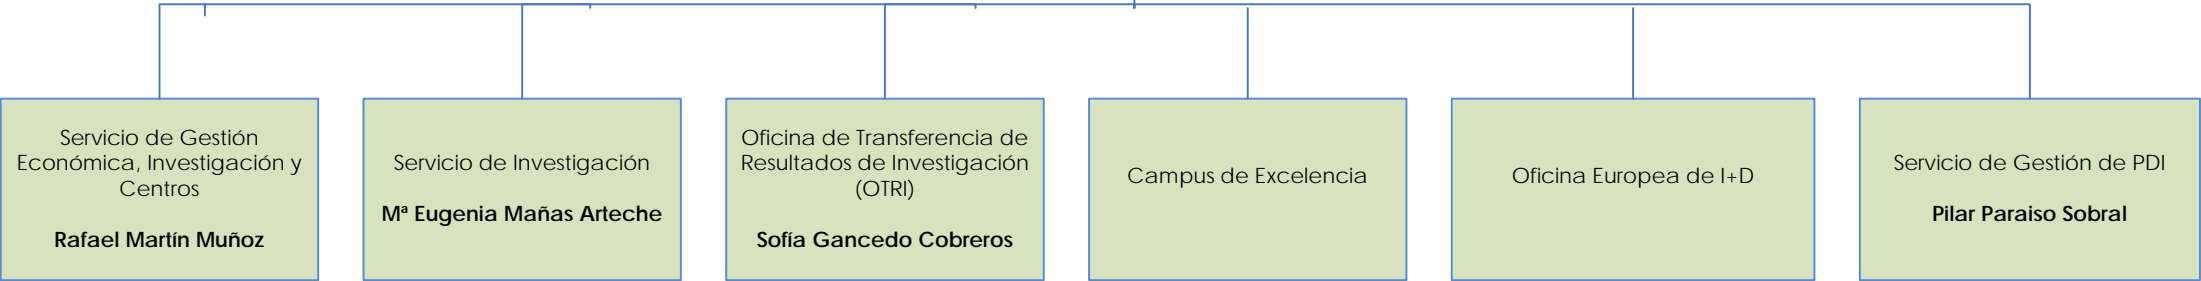 Servicio de Gestión
Económica, Investigación y
Centros
Rafael Martín Muñoz
Servicio de Investigación
Mª Eugenia Mañas Arteche
Oficina de Transferencia de
Resultados de Investigación
(OTRI)
Sofía Gancedo Cobreros
Campus de Excelencia
Oficina Europea de I+D
Servicio de Gestión de PDI
Pilar Paraiso Sobral